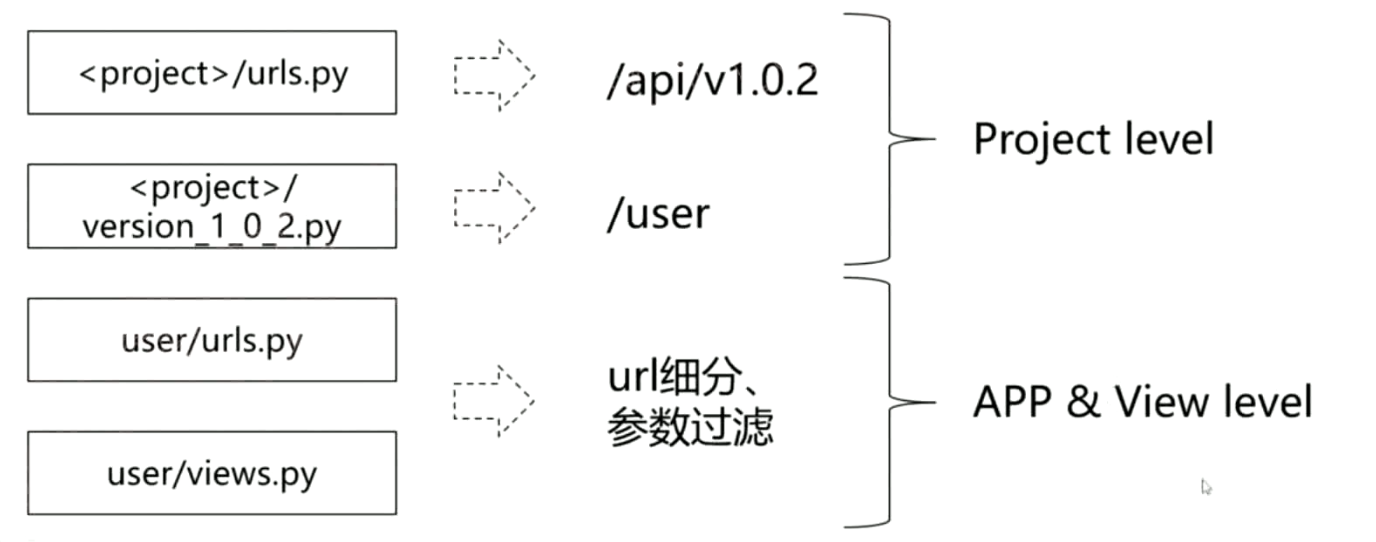 <project>/urls.py
/api/v1.0.2
Project level
<project>/
version_1_0_2.py
/user
user/urls.py
url细分、
参数过滤
APP & View level
user/views.py